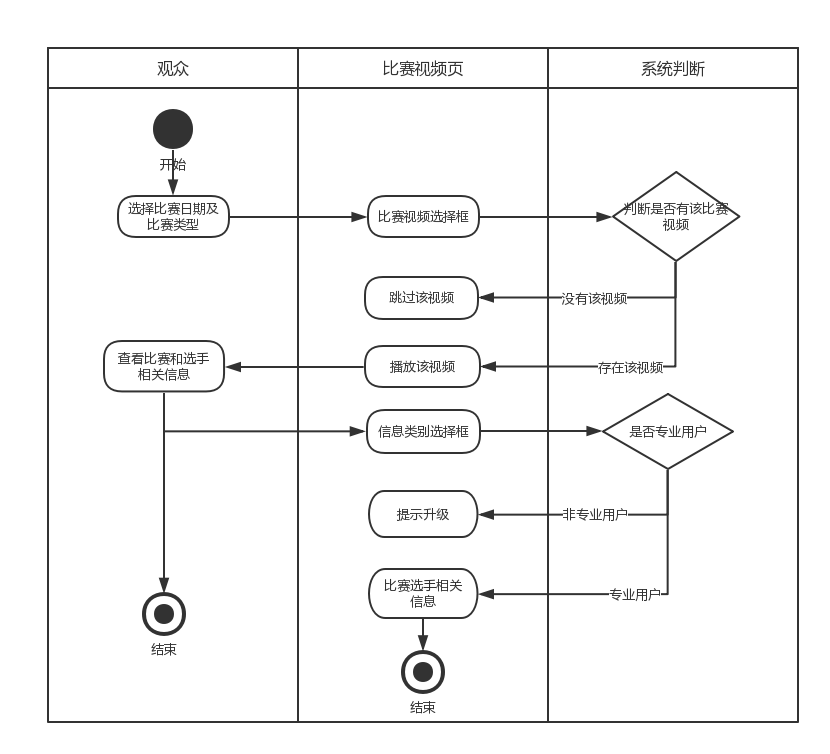 观众
比赛视频页
系统判断
开始
选择比赛日期及
比赛类型
比赛视频选择框
判断是否有该比赛
视频
跳过该视频
没有该视频
查看比赛和选手
相关信息
播放该视频
存在该视频
信息类别选择框
是否专业用户
提示升级
非专业用户
比赛选手相关
信息
专业用户
结束
结束